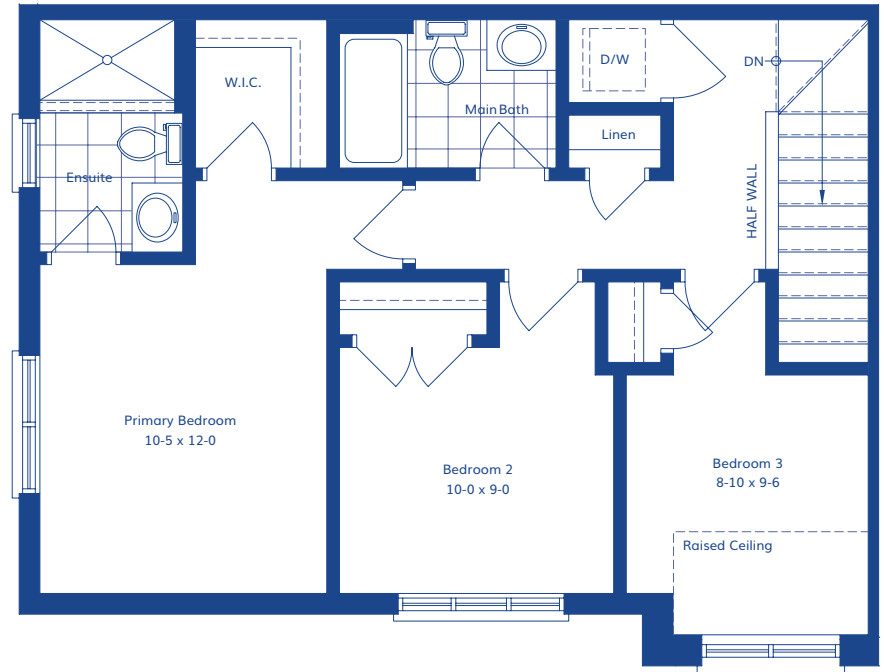 W.I.C.
Main Bath
D/W
DN
Linen
Ensuite
HALF WALL
Primary Bedroom
10-5 x 12-0
Bedroom 2
10-0 x 9-0
Bedroom 3
8-10 x 9-6
Raised Ceiling